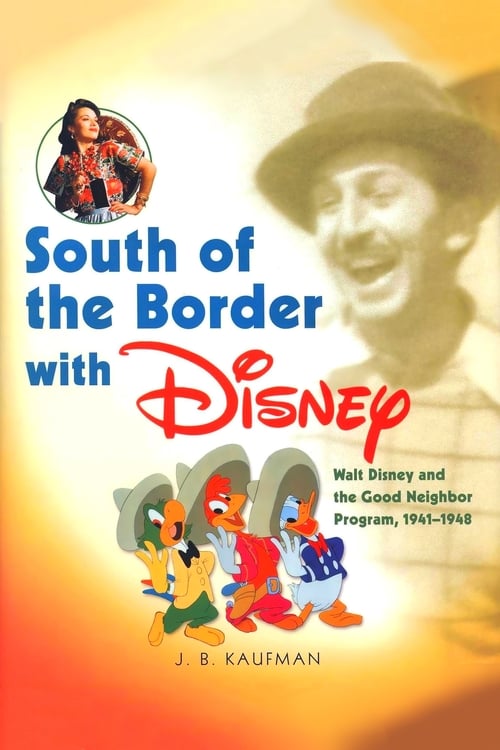 South of
the Border
with Disney
Walt Disney and
the Good Neighbor
Program, 1941–1948
J. B. KAUFMAN